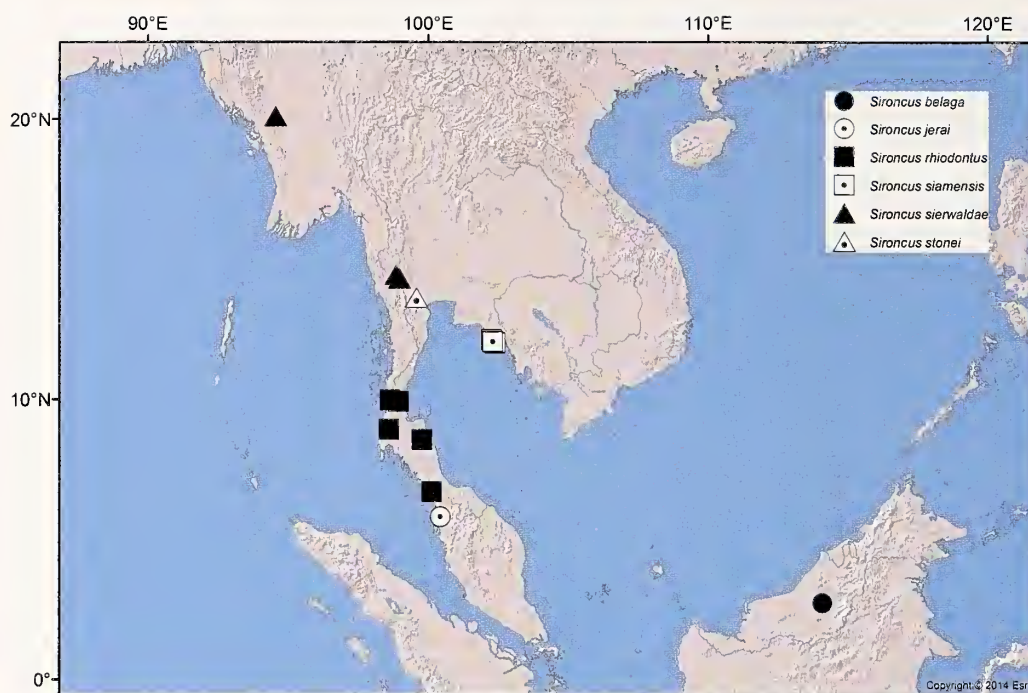 90°E 100°E 110°E 120°E
20°N
Sironcus belaga
Sironcus jerai
Sironcus rhiodontus
Sironcus siamensis
Sironcus sierwaldae
Sironcus stonei
10°N
0°
Copyright:© 2014 Esr